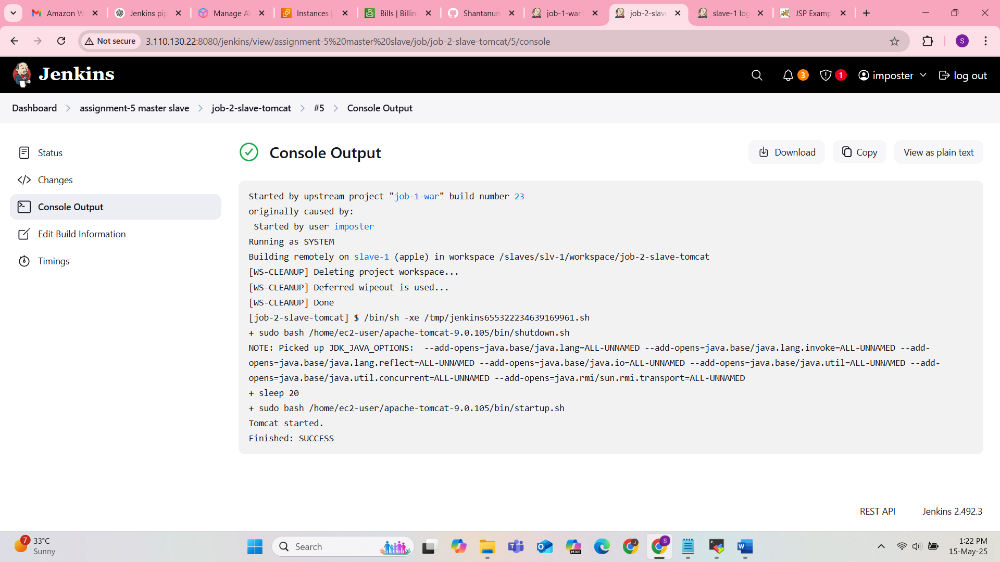 Amazon W
Jenkins pip
Manage A
Instances |
Bills | Billin
Shantanum
job-1-war
job-2-slave
slave-1 log
JSP Examp
Not secure
3.110.130.22:8080/jenkins/view/assignment-5%20master%20slave/job/job-2-slave-tomcat/5/console
S
Jenkins
3
1
imposter
log out
Dashboard
assignment-5 master slave
job-2-slave-tomcat
#5
Console Output
Status
Changes
Console Output
Edit Build Information
Timings
Console Output
Download
Copy
View as plain text
Started by upstream project "job-1-war" build number 23
originally caused by:
Started by user imposter
Running as SYSTEM
Building remotely on slave-1 (apple) in workspace /slaves/slv-1/workspace/job-2-slave-tomcat
[WS-CLEANUP] Deleting project workspace...
[WS-CLEANUP] Deferred wipeout is used...
[WS-CLEANUP] Done
[job-2-slave-tomcat] $ /bin/sh -xe /tmp/jenkins655322234639169961.sh
+ sudo bash /home/ec2-user/apache-tomcat-9.0.105/bin/shutdown.sh
NOTE: Picked up JDK_JAVA_OPTIONS:  --add-opens=java.base/java.lang=ALL-UNNAMED --add-opens=java.base/java.lang.invoke=ALL-UNNAMED --add-
opens=java.base/java.lang.reflect=ALL-UNNAMED --add-opens=java.base/java.io=ALL-UNNAMED --add-opens=java.base/java.util=ALL-UNNAMED --add-
opens=java.base/java.util.concurrent=ALL-UNNAMED --add-opens=java.rmi/sun.rmi.transport=ALL-UNNAMED
+ sleep 20
+ sudo bash /home/ec2-user/apache-tomcat-9.0.105/bin/startup.sh
Tomcat started.
Finished: SUCCESS
REST API
Jenkins 2.492.3
7
33°C
Sunny
Search
M365
J
S
1:22 PM
15-May-25